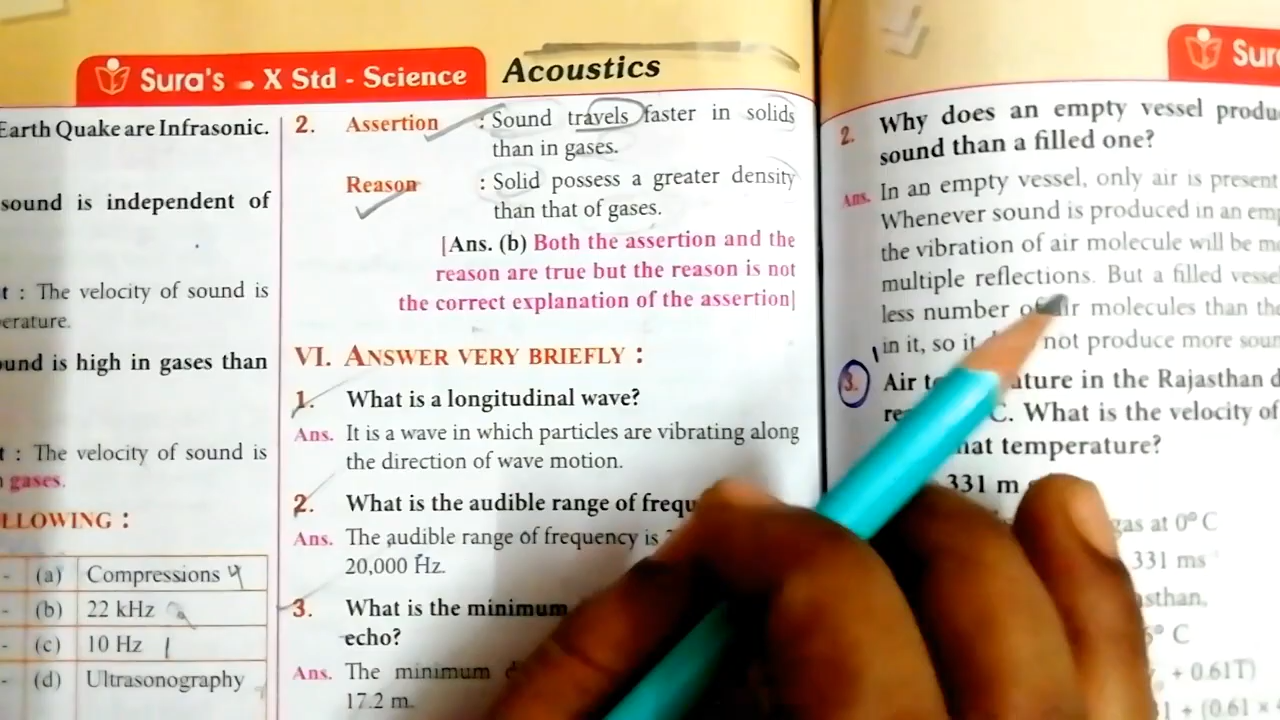 Sura's - X Std - Science
Acoustics
Sur
Earth Quake are Infrasonic.
sound is independent of
t : The velocity of sound is
erature.
und is high in gases than
t : The velocity of sound is
gases.
LLOWING :
- (a) Compressions
- (b) 22 kHz
- (c) 10 Hz
- (d) Ultrasonography
2. Assertion : Sound travels faster in solids
than in gases.
Reason : Solid possess a greater density
than that of gases.
[Ans. (b) Both the assertion and the
reason are true but the reason is not
the correct explanation of the assertion]
VI. ANSWER VERY BRIEFLY :
1. What is a longitudinal wave?
Ans. It is a wave in which particles are vibrating along
the direction of wave motion.
2. What is the audible range of frequ
Ans. The audible range of frequency is
20,000 Hz.
3. What is the minimum
echo?
Ans. The minimum
17.2 m.
2. Why does an empty vessel produ
sound than a filled one?
Ans. In an empty vessel, only air is present
Whenever sound is produced in an em
the vibration of air molecule will be m
multiple reflections. But a filled vesse
less number of air molecules than the
in it, so it not produce more soun
3. Air ature in the Rajasthan d
re C. What is the velocity of
hat temperature?
331 m
gas at 0° C
331 ms
sthan,
° C
+ 0.61T)
1 + (0.61 ×